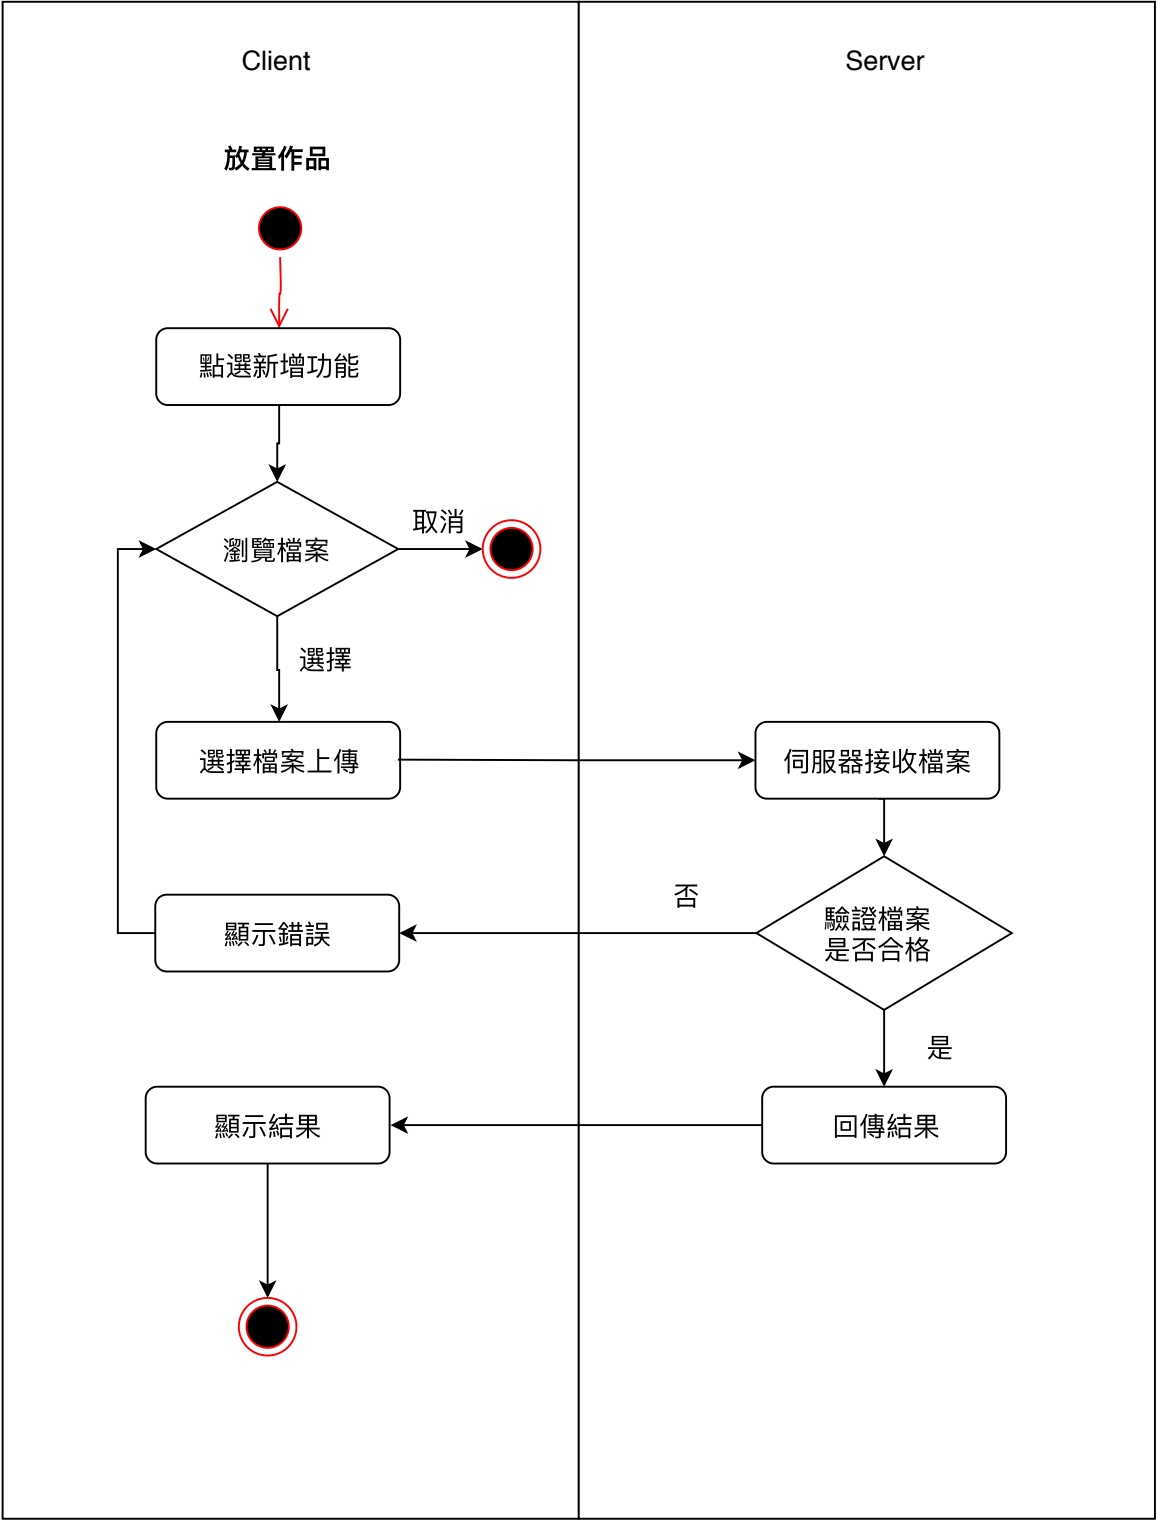 Client
Server
放置作品
點選新增功能
瀏覽檔案
取消
選擇
選擇檔案上傳
伺服器接收檔案
否
顯示錯誤
驗證檔案
是否合格
是
顯示結果
回傳結果